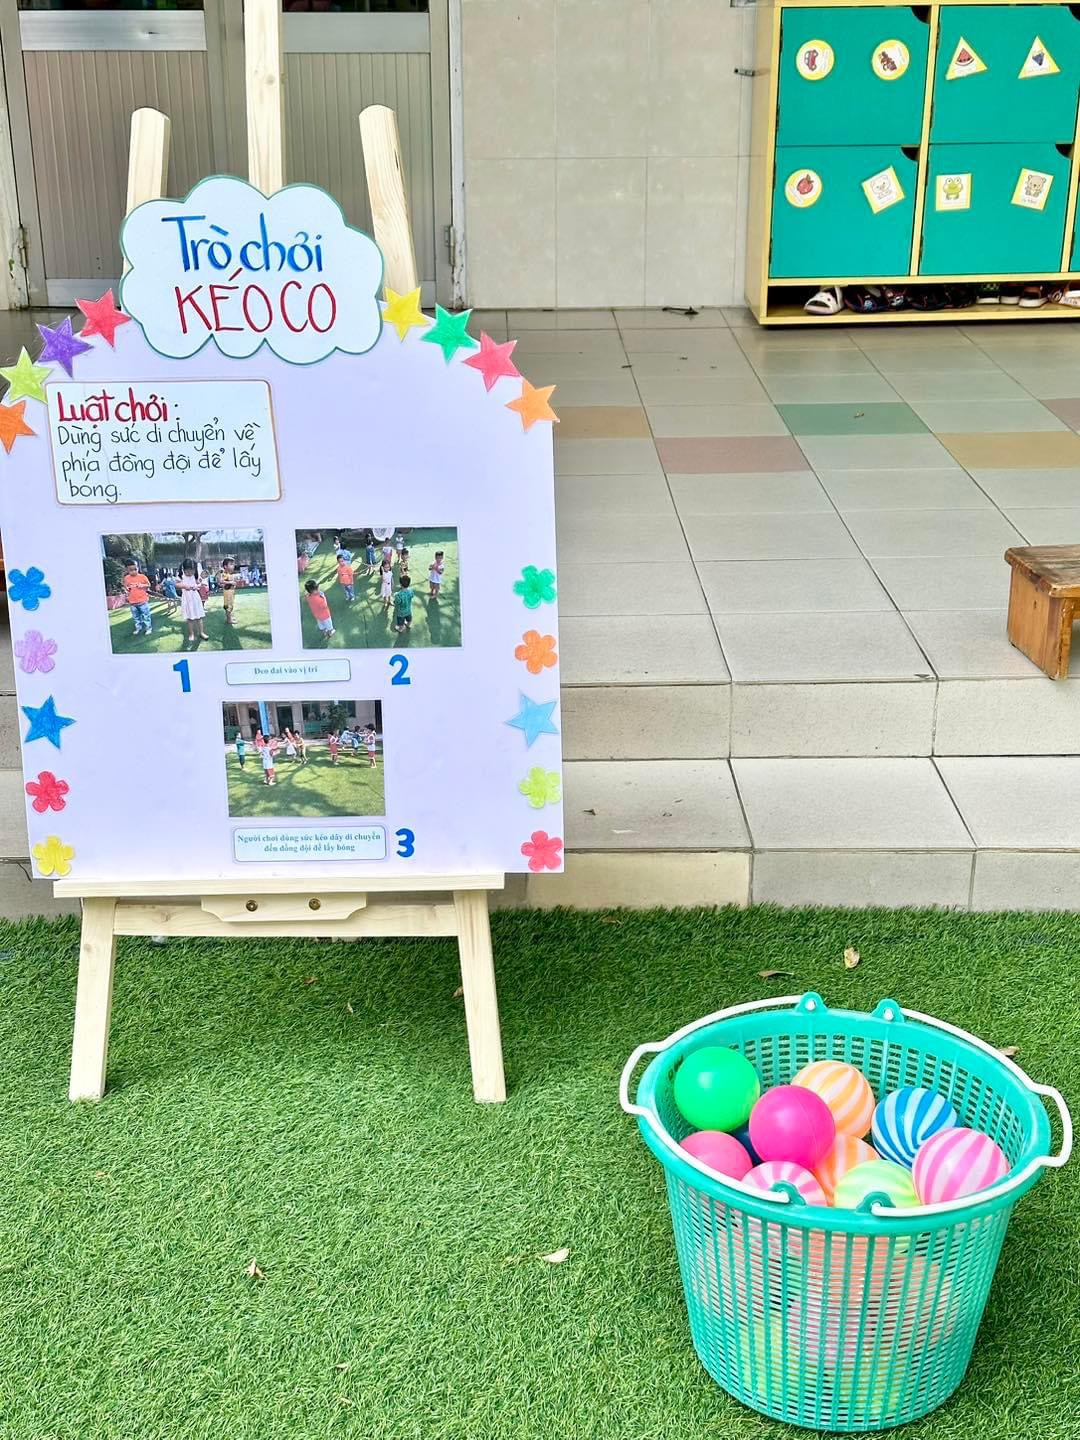 Trò chơi
KÉO CO
Luật chơi:
Dùng sức di chuyển về
phía đồng đội để lấy
bóng.
1
Đeo đai vào vị trí
2
Người chơi dùng sức kéo dây di chuyển
đến đồng đội để lấy bóng
3